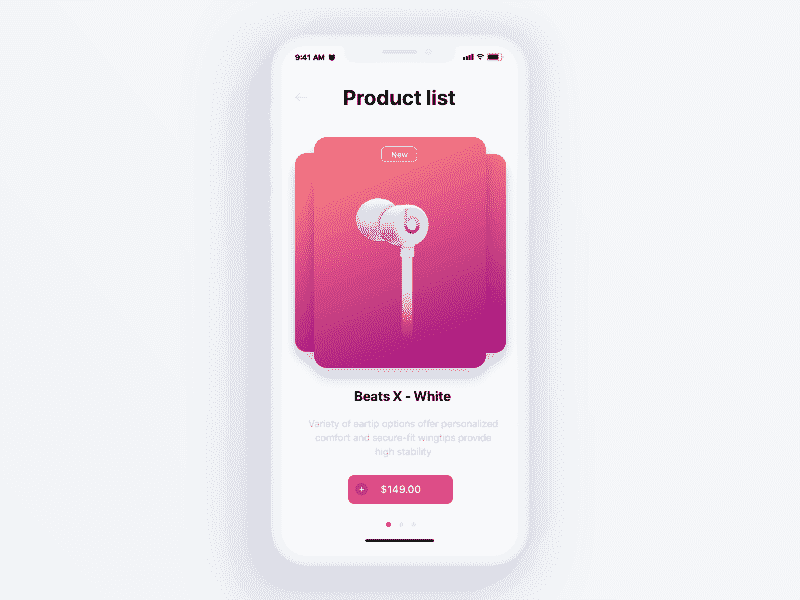 9:41 AM
Product list
New
b
Beats X - White
Variety of eartip options offer personalized
comfort and secure-fit wingtips provide
high stability
+ $149.00